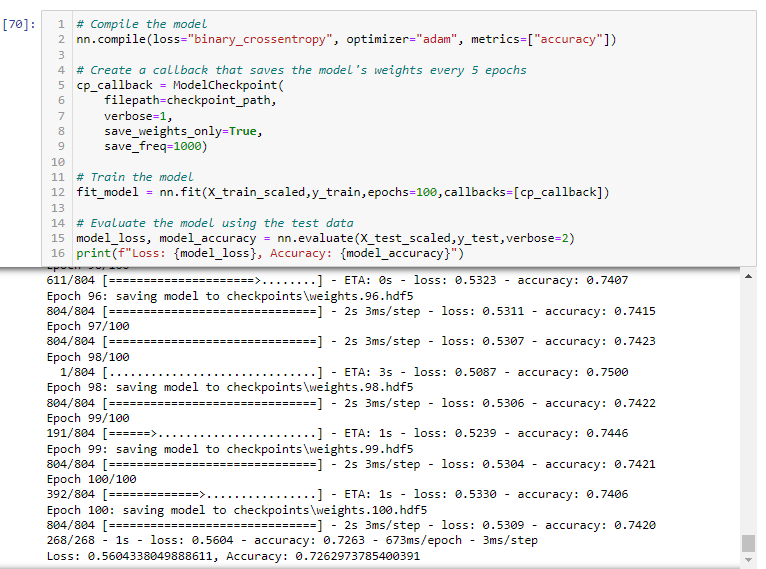 [70]:
1 # Compile the model
2 nn.compile(loss="binary_crossentropy", optimizer="adam", metrics=["accuracy"])
3
4 # Create a callback that saves the model's weights every 5 epochs
5 cp_callback = ModelCheckpoint(
6     filepath=checkpoint_path,
7     verbose=1,
8     save_weights_only=True,
9     save_freq=1000)
10
11 # Train the model
12 fit_model = nn.fit(X_train_scaled,y_train,epochs=100,callbacks=[cp_callback])
13
14 # Evaluate the model using the test data
15 model_loss, model_accuracy = nn.evaluate(X_test_scaled,y_test,verbose=2)
16 print(f"Loss: {model_loss}, Accuracy: {model_accuracy}")
Epoch 96/100
611/804 [=====================>........] - ETA: 0s - loss: 0.5323 - accuracy: 0.7407
Epoch 96: saving model to checkpoints\weights.96.hdf5
804/804 [==============================] - 2s 3ms/step - loss: 0.5311 - accuracy: 0.7415
Epoch 97/100
804/804 [==============================] - 2s 3ms/step - loss: 0.5307 - accuracy: 0.7423
Epoch 98/100
1/804 [..............................] - ETA: 3s - loss: 0.5087 - accuracy: 0.7500
Epoch 98: saving model to checkpoints\weights.98.hdf5
804/804 [==============================] - 2s 3ms/step - loss: 0.5306 - accuracy: 0.7422
Epoch 99/100
191/804 [======>.......................] - ETA: 1s - loss: 0.5239 - accuracy: 0.7446
Epoch 99: saving model to checkpoints\weights.99.hdf5
804/804 [==============================] - 2s 3ms/step - loss: 0.5304 - accuracy: 0.7421
Epoch 100/100
392/804 [=============>................] - ETA: 1s - loss: 0.5330 - accuracy: 0.7406
Epoch 100: saving model to checkpoints\weights.100.hdf5
804/804 [==============================] - 2s 3ms/step - loss: 0.5309 - accuracy: 0.7420
268/268 - 1s - loss: 0.5604 - accuracy: 0.7263 - 673ms/epoch - 3ms/step
Loss: 0.5604338049888611, Accuracy: 0.7262973785400391